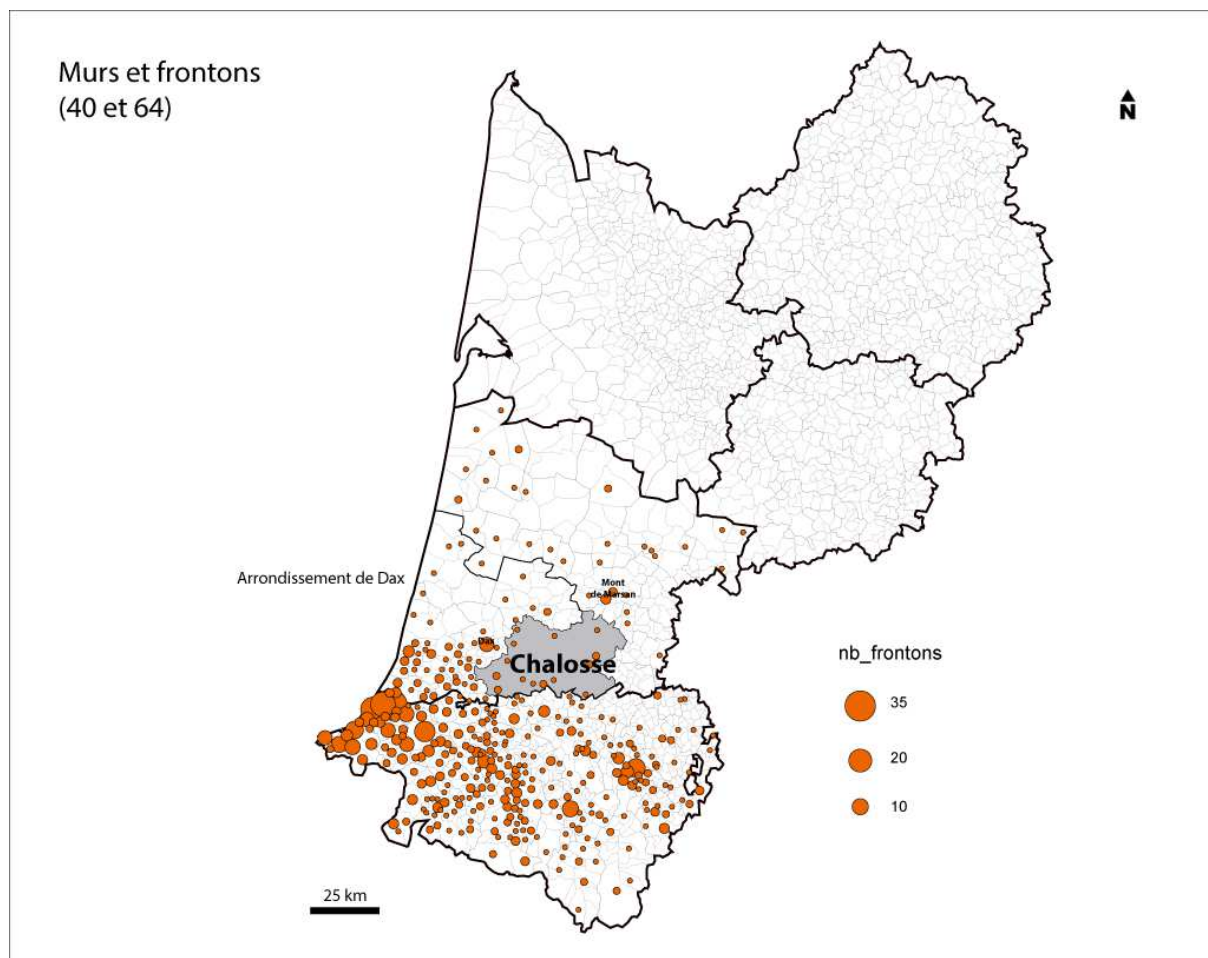 Murs et frontons
(40 et 64)
N
Arrondissement de Dax
Mont
de Marsan
Dax
Chalosse
nb_frontons
35
20
10
25 km